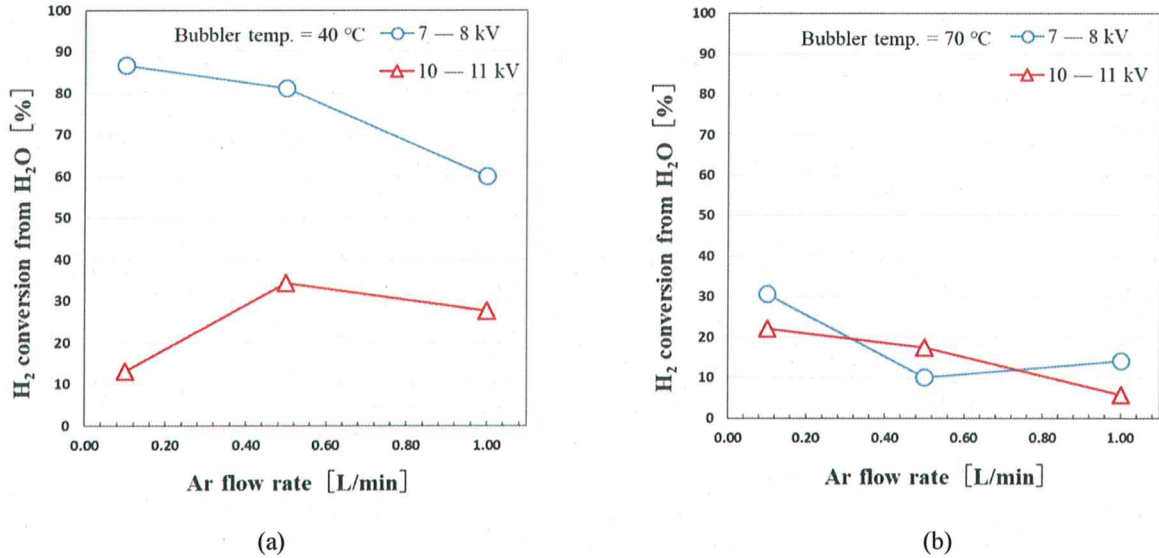 Bubbler temp. = 40 °C
7 — 8 kV
10 — 11 kV
H2 conversion from H2O [%]
100
90
80
70
60
50
40
30
20
10
0
0.00 0.20 0.40 0.60 0.80 1.00
Ar flow rate [L/min]
(a)
Bubbler temp. = 70 °C
7 — 8 kV
10 — 11 kV
H2 conversion from H2O [%]
100
90
80
70
60
50
40
30
20
10
0
0.00 0.20 0.40 0.60 0.80 1.00
Ar flow rate [L/min]
(b)